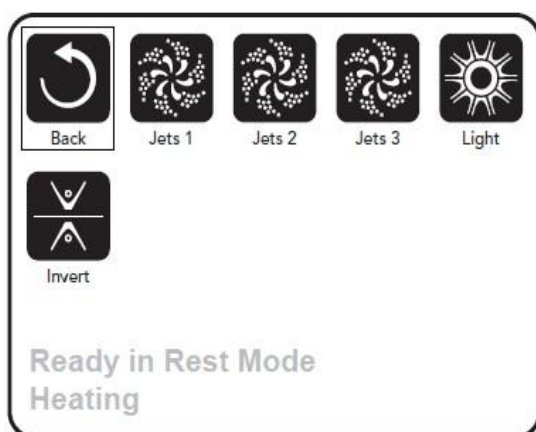 Back Jets 1 Jets 2 Jets 3 Light
Invert
Ready in Rest Mode
Heating